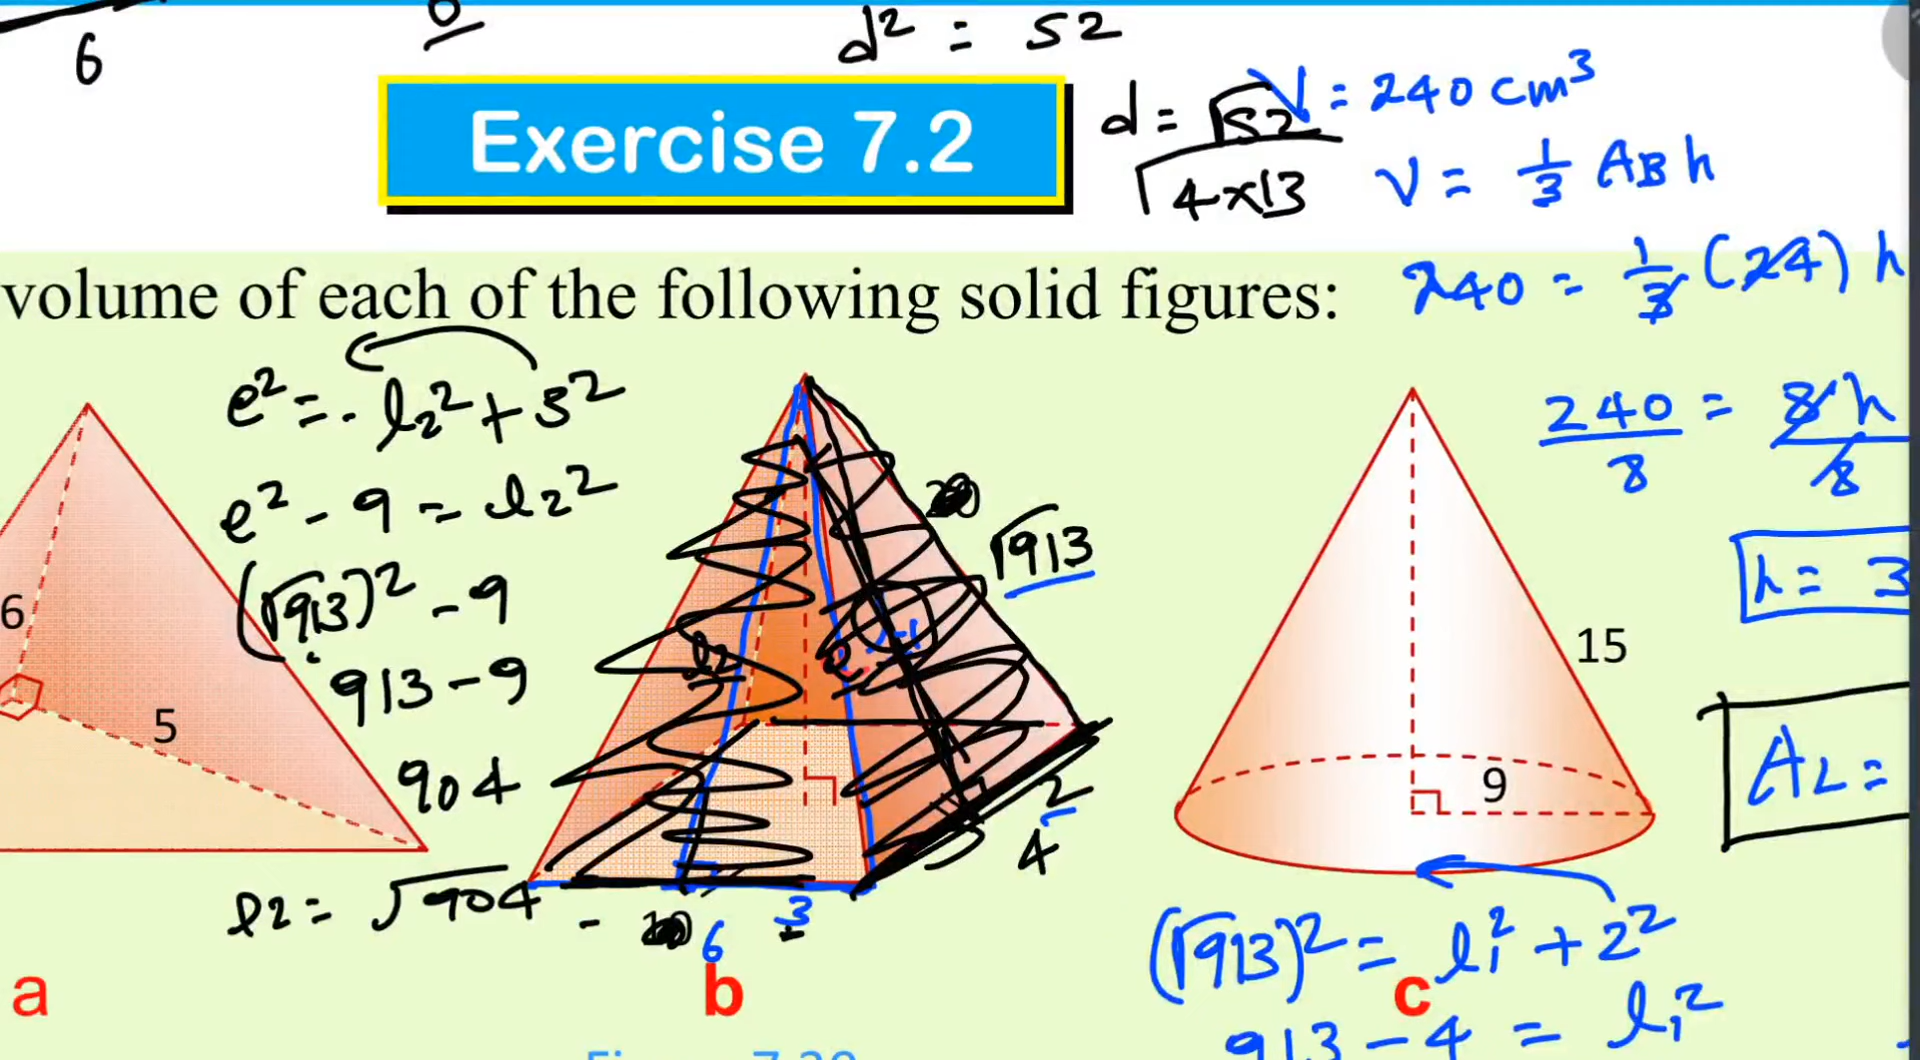 6
d² = 52
Exercise 7.2
d = √52
√4x13
V = 240 cm³
V = 1/3 AB h
volume of each of the following solid figures:
240 = 1/3 (24) h
e² = l₂² + 3²
240/8 = 8h/8
e² - 9 = l₂²
√913
h = 3
(√913)² - 9
6
15
913 - 9
l₂
5
904
9
2
4
AL =
l₂ = √904
6
3
(√913)² = l₁² + 2²
a
b
c
913 - 4 = l₁²